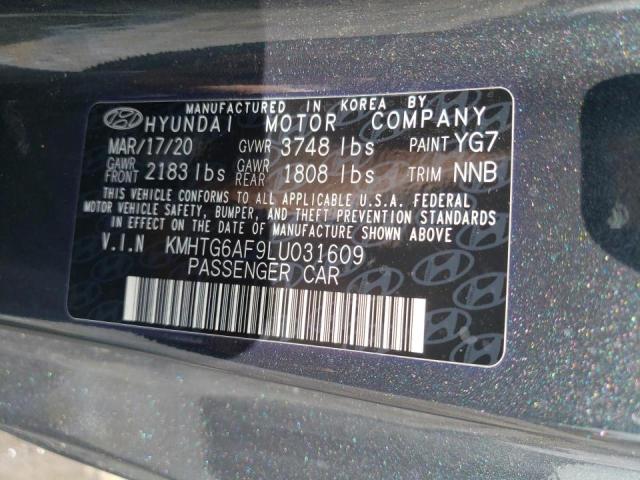 MANUFACTURED IN KOREA BY
HYUNDAI MOTOR COMPANY
MAR/17/20 GVWR 3748 lbs PAINT YG7
GAWR FRONT 2183 lbs GAWR REAR 1808 lbs TRIM NNB
THIS VEHICLE CONFORMS TO ALL APPLICABLE U.S.A. FEDERAL
MOTOR VEHICLE SAFETY, BUMPER, AND THEFT PREVENTION STANDARDS
IN EFFECT ON THE DATE OF MANUFACTURE SHOWN ABOVE.
V.I.N KMHTG6AF9LU031609
PASSENGER CAR